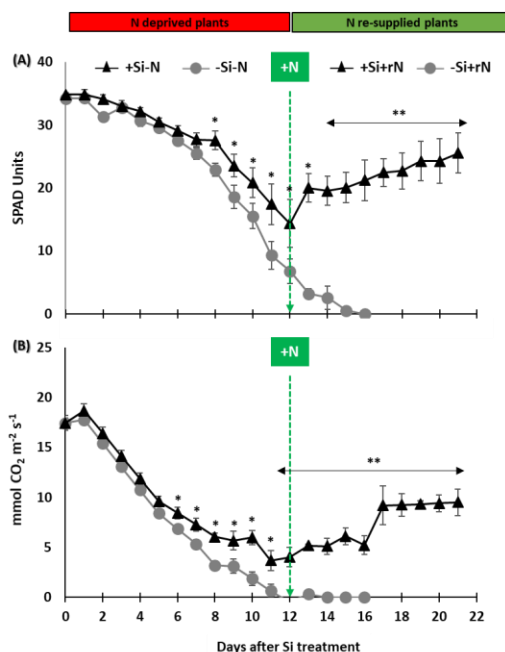 N deprived plants N re-supplied plants
(A) +Si-N -Si-N +N +Si+rN -Si+rN
40
30
20
10
0
SPAD Units
* * * * * *
**
(B) +N
25
20
15
10
5
0
mmol CO₂ m⁻² s⁻¹
* * * * * *
**
0 2 4 6 8 10 12 14 16 18 20 22
Days after Si treatment